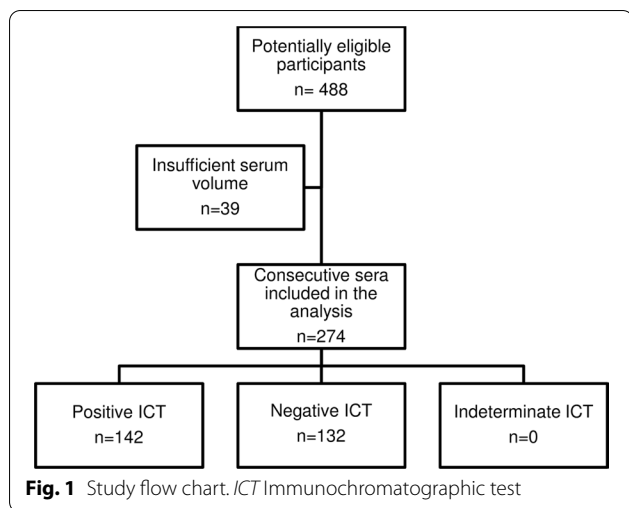 Potentially eligible
participants
n= 488
Insufficient serum
volume
n=39
Consecutive sera
included in the
analysis
n=274
Positive ICT
n=142
Negative ICT
n=132
Indeterminate ICT
n=0
Fig. 1 Study flow chart. ICT Immunochromatographic test